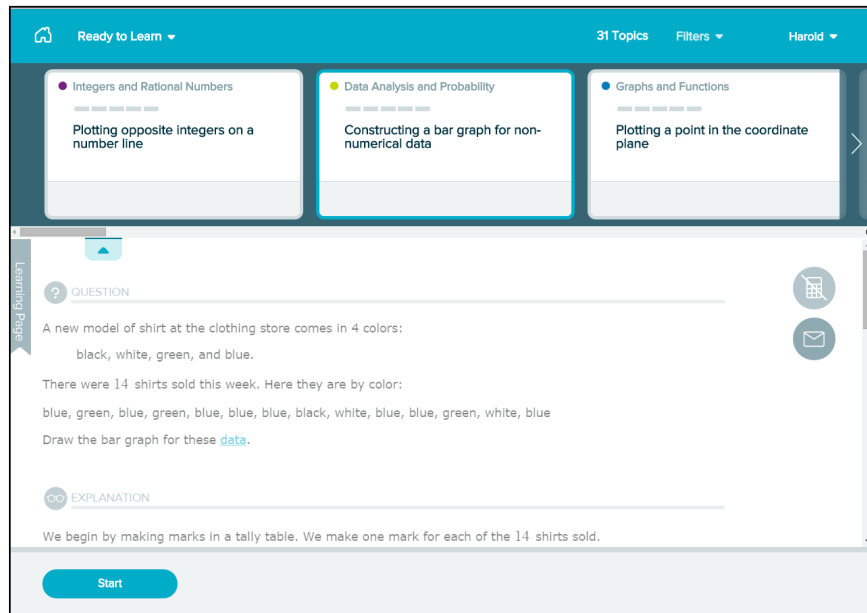 Ready to Learn
31 Topics
Filters
Harold
Integers and Rational Numbers
Plotting opposite integers on a
number line
Data Analysis and Probability
Constructing a bar graph for non-
numerical data
Graphs and Functions
Plotting a point in the coordinate
plane
Learning Page
? QUESTION
A new model of shirt at the clothing store comes in 4 colors:
black, white, green, and blue.
There were 14 shirts sold this week. Here they are by color:
blue, green, blue, green, blue, blue, blue, black, white, blue, blue, green, white, blue
Draw the bar graph for these data.
EXPLANATION
We begin by making marks in a tally table. We make one mark for each of the 14 shirts sold.
Start